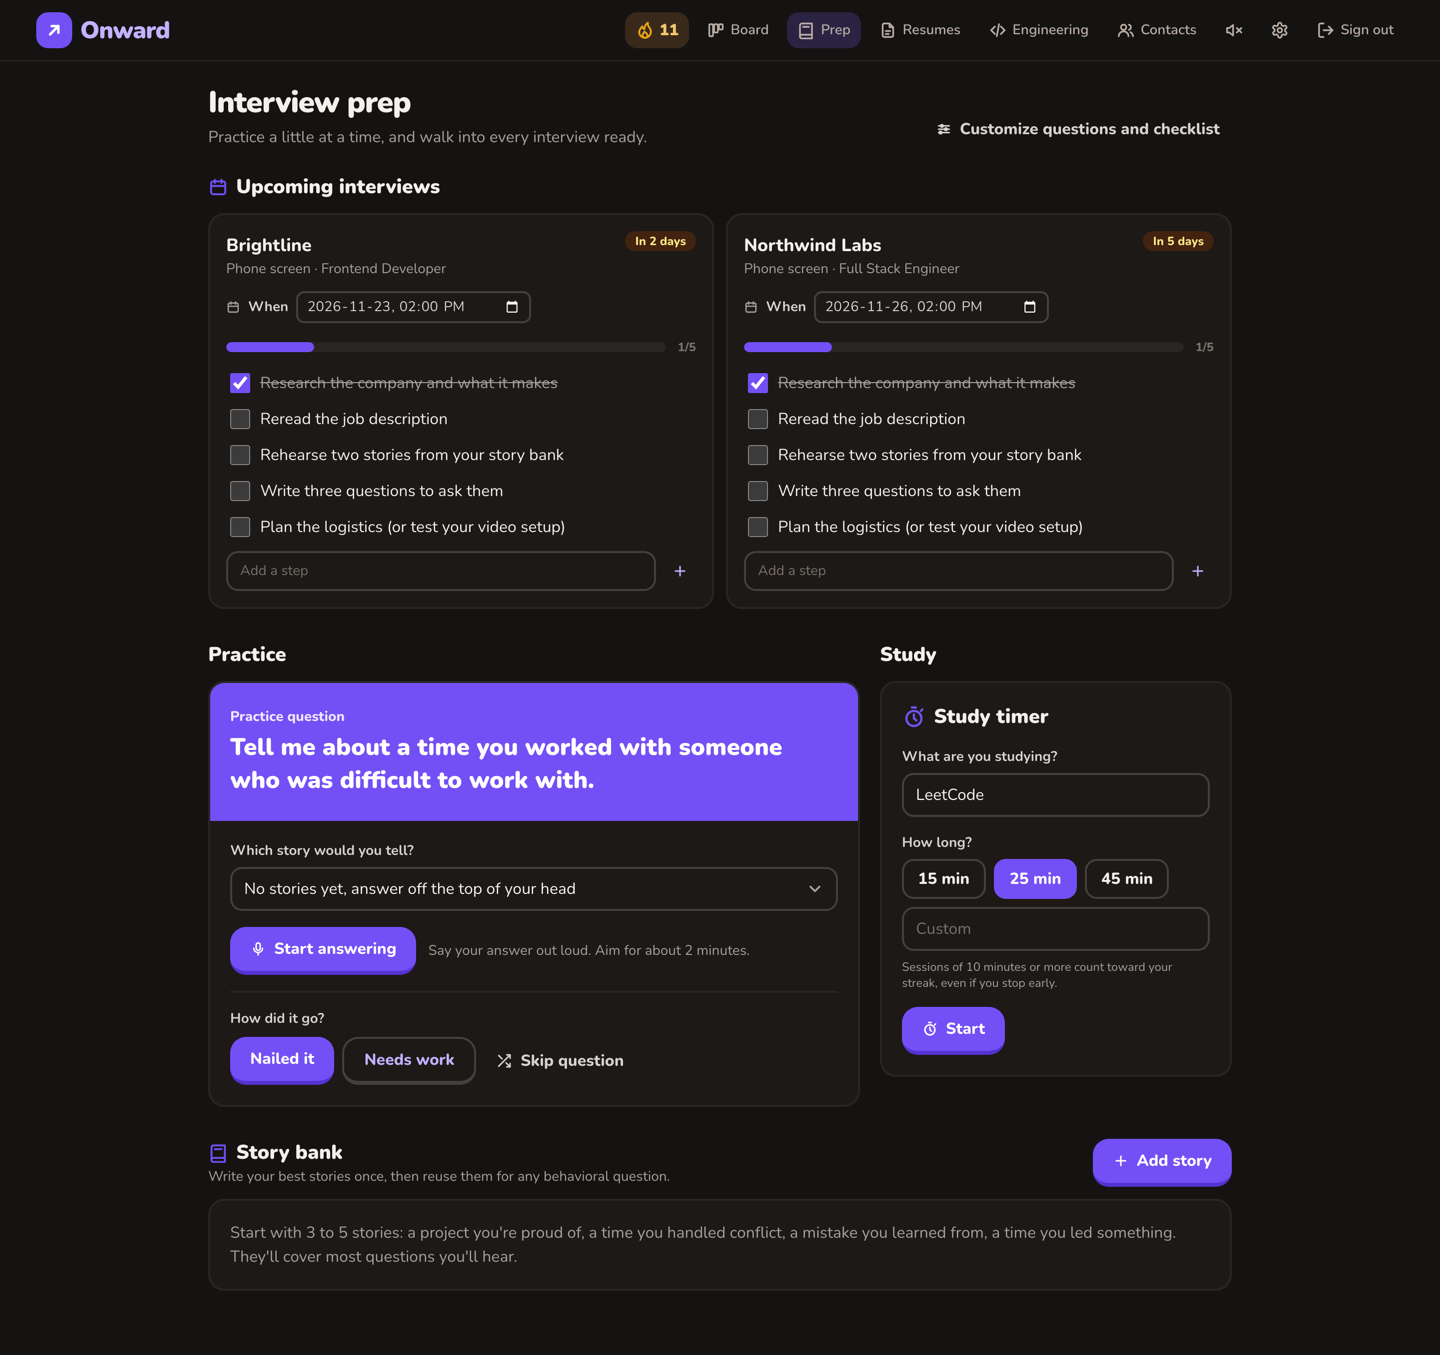 Onward
11
Board
Prep
Resumes
Engineering
Contacts
Sign out
Interview prep
Practice a little at a time, and walk into every interview ready.
Customize questions and checklist
Upcoming interviews
Brightline
In 2 days
Phone screen · Frontend Developer
When
2026-11-23, 02:00 PM
1/5
Research the company and what it makes
Reread the job description
Rehearse two stories from your story bank
Write three questions to ask them
Plan the logistics (or test your video setup)
Add a step
+
Northwind Labs
In 5 days
Phone screen · Full Stack Engineer
When
2026-11-26, 02:00 PM
1/5
Research the company and what it makes
Reread the job description
Rehearse two stories from your story bank
Write three questions to ask them
Plan the logistics (or test your video setup)
Add a step
+
Practice
Practice question
Tell me about a time you worked with someone
who was difficult to work with.
Which story would you tell?
No stories yet, answer off the top of your head
Start answering
Say your answer out loud. Aim for about 2 minutes.
How did it go?
Nailed it
Needs work
Skip question
Study
Study timer
What are you studying?
LeetCode
How long?
15 min
25 min
45 min
Custom
Sessions of 10 minutes or more count toward your
streak, even if you stop early.
Start
Story bank
Write your best stories once, then reuse them for any behavioral question.
+ Add story
Start with 3 to 5 stories: a project you're proud of, a time you handled conflict, a mistake you learned from, a time you led something.
They'll cover most questions you'll hear.